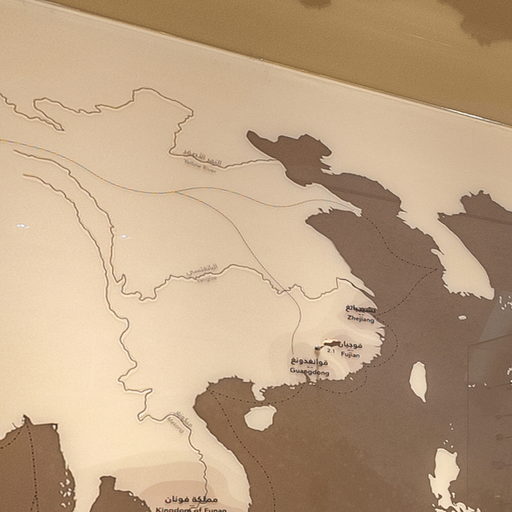 النهر الأصفر
Yellow River
اليانغتسي
Yangtze
تشجيانغ
Zhejiang
فوجيان
2.1 Fujian
قوانغدونغ
Guangdong
ميكونغ
Mekong
مملكة فونان
Kingdom of Funan